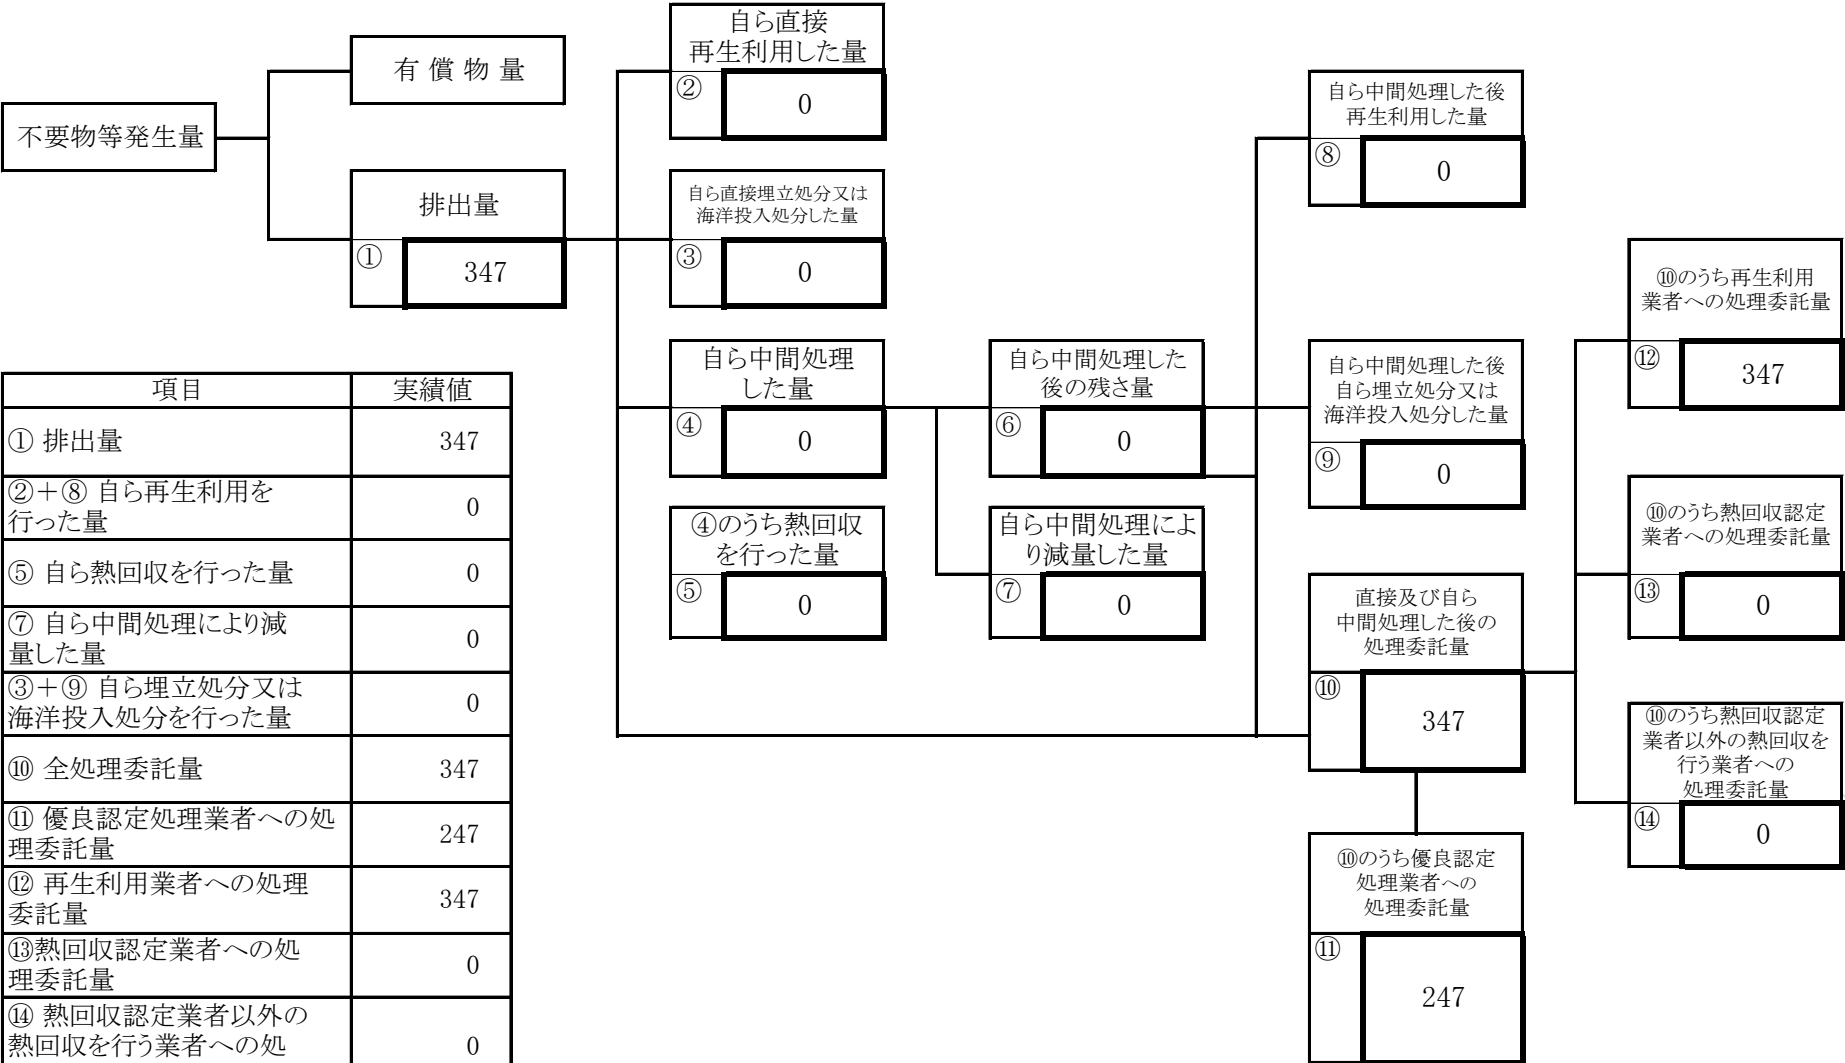 不要物等発生量
有 償 物 量
排出量
①
347
自ら直接
再生利用した量
②
0
自ら直接埋立処分又は
海洋投入処分した量
③
0
自ら中間処理
した量
④
0
④のうち熱回収
を行った量
⑤
0
自ら中間処理した
後の残さ量
⑥
0
自ら中間処理によ
り減量した量
⑦
0
自ら中間処理した後
再生利用した量
⑧
0
自ら中間処理した後
自ら埋立処分又は
海洋投入処分した量
⑨
0
直接及び自ら
中間処理した後の
処理委託量
⑩
347
⑩のうち優良認定
処理業者への
処理委託量
⑪
247
⑩のうち再生利用
業者への処理委託量
⑫
347
⑩のうち熱回収認定
業者への処理委託量
⑬
0
⑩のうち熱回収認定
業者以外の熱回収を
行う業者への
処理委託量
⑭
0
項目 実績値
① 排出量 347
②＋⑧ 自ら再生利用を
行った量 0
⑤ 自ら熱回収を行った量 0
⑦ 自ら中間処理により減
量した量 0
③＋⑨ 自ら埋立処分又は
海洋投入処分を行った量 0
⑩ 全処理委託量 347
⑪ 優良認定処理業者への処
理委託量 247
⑫ 再生利用業者への処理
委託量 347
⑬熱回収認定業者への処
理委託量 0
⑭ 熱回収認定業者以外の
熱回収を行う業者への処 0